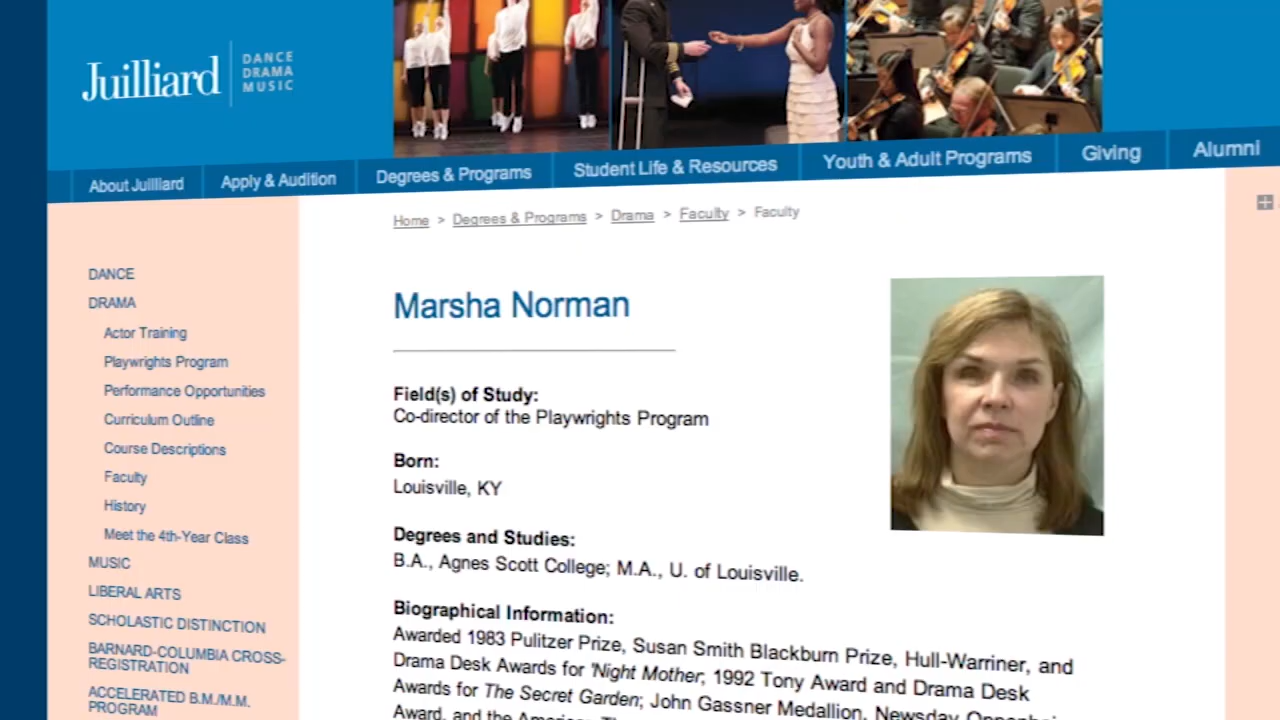 Juilliard
DANCE
DRAMA
MUSIC
About Juilliard
Apply & Audition
Degrees & Programs
Student Life & Resources
Youth & Adult Programs
Giving
Alumni
Home > Degrees & Programs > Drama > Faculty > Faculty
DANCE
DRAMA
Actor Training
Playwrights Program
Performance Opportunities
Curriculum Outline
Course Descriptions
Faculty
History
Meet the 4th-Year Class
MUSIC
LIBERAL ARTS
SCHOLASTIC DISTINCTION
BARNARD-COLUMBIA CROSS-
REGISTRATION
ACCELERATED B.M./M.M.
PROGRAM
Marsha Norman
Field(s) of Study:
Co-director of the Playwrights Program
Born:
Louisville, KY
Degrees and Studies:
B.A., Agnes Scott College; M.A., U. of Louisville.
Biographical Information:
Awarded 1983 Pulitzer Prize, Susan Smith Blackburn Prize, Hull-Warriner, and
Drama Desk Awards for 'Night Mother; 1992 Tony Award and Drama Desk
Awards for The Secret Garden; John Gassner Medallion, Newsday
Award, and the